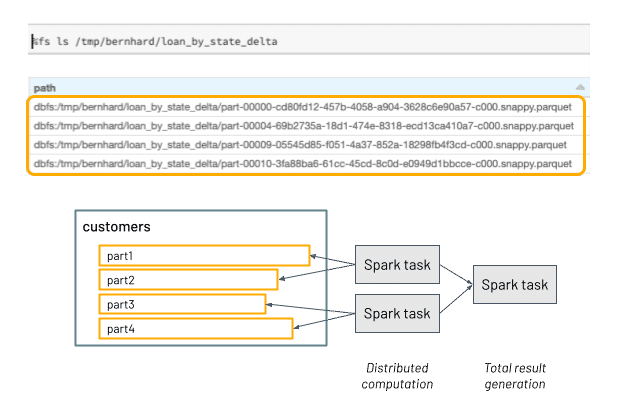 %fs ls /tmp/bernhard/loan_by_state_delta
path
dbfs:/tmp/bernhard/loan_by_state_delta/part-00000-cd80fd12-457b-4058-a904-3628c6e90a57-c000.snappy.parquet
dbfs:/tmp/bernhard/loan_by_state_delta/part-00004-69b2735a-18d1-474e-8318-ecd13ca410a7-c000.snappy.parquet
dbfs:/tmp/bernhard/loan_by_state_delta/part-00009-05545d85-f051-4a37-852a-18298fb4f3cd-c000.snappy.parquet
dbfs:/tmp/bernhard/loan_by_state_delta/part-00010-3fa88ba6-61cc-45cd-8c0d-e0949d1bbcce-c000.snappy.parquet
customers
part1
part2
part3
part4
Spark task
Spark task
Spark task
Distributed
computation
Total result
generation